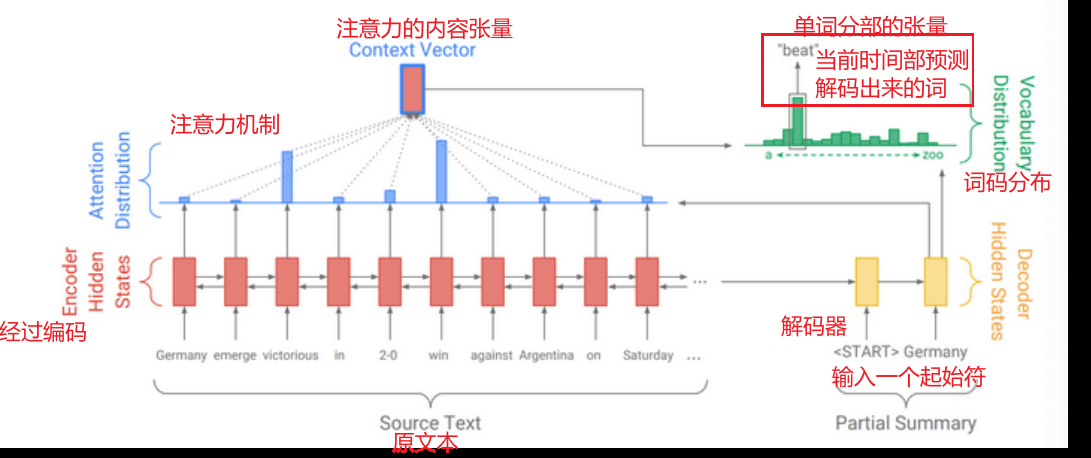 注意力的内容张量
Context Vector
单词分部的张量
"beat"
当前时间部预测
解码出来的词
Vocabulary
Distribution
a
zoo
词码分布
注意力机制
Attention
Distribution
Encoder
Hidden
States
...
Decoder
Hidden States
经过编码
解码器
Germany emerge victorious in 2-0 win against Argentina on Saturday ...
<START> Germany
输入一个起始符
Source Text
原文本
Partial Summary